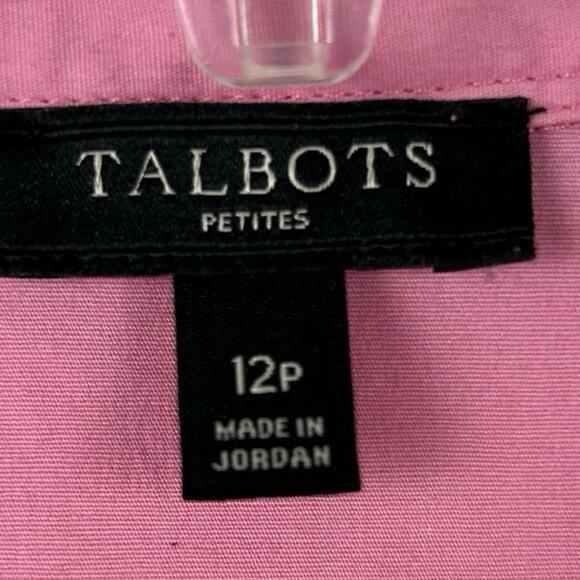 TALBOTS
PETITES
12P
MADE IN
JORDAN